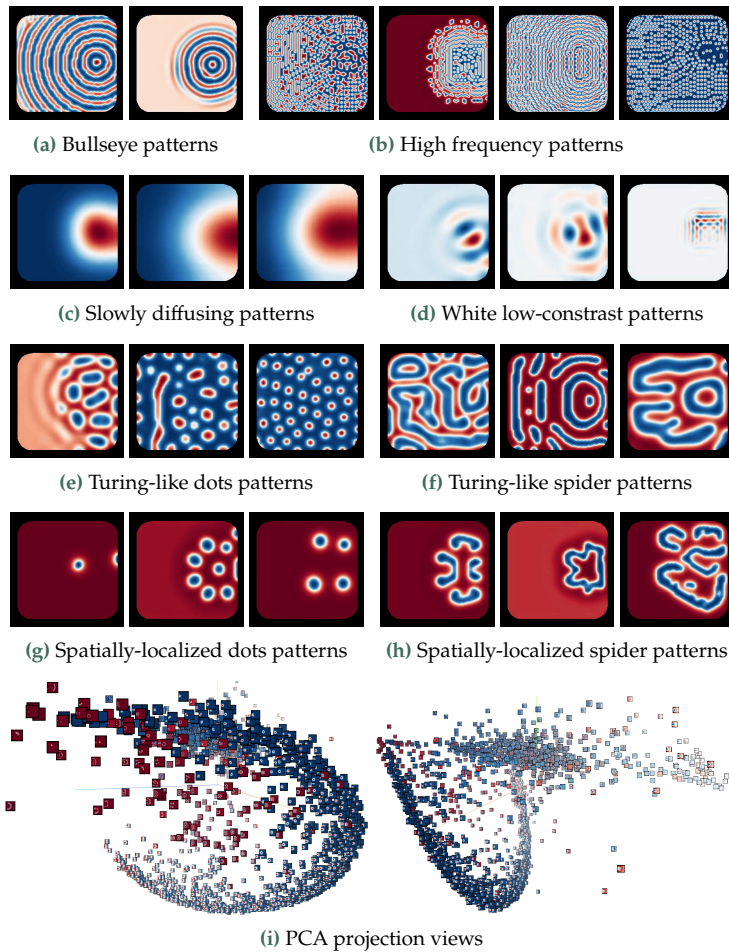 (a) Bullseye patterns
(b) High frequency patterns
(c) Slowly diffusing patterns
(d) White low-constrast patterns
(e) Turing-like dots patterns
(f) Turing-like spider patterns
(g) Spatially-localized dots patterns
(h) Spatially-localized spider patterns
(i) PCA projection views